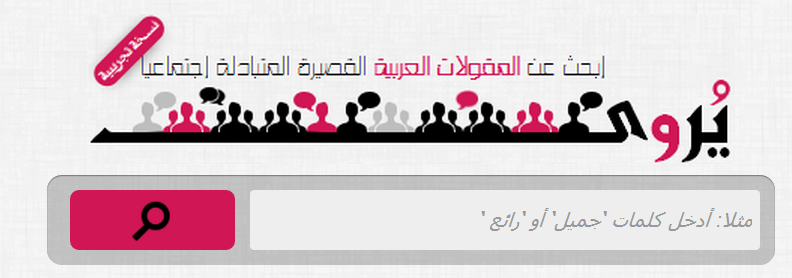 نسخة تجريبية
إبحث عن المقولات العربية القصيرة المتبادلة إجتماعيا
يُروى
مثلا: أدخل كلمات 'جميل' أو 'رائع'